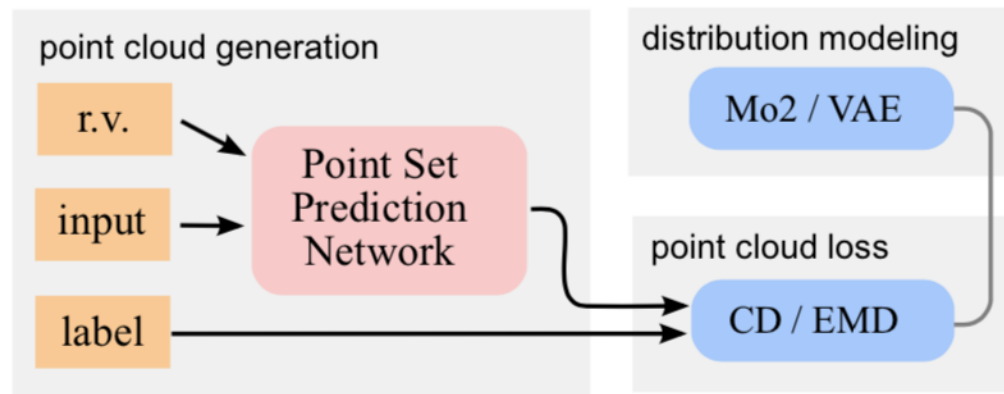 point cloud generation
r.v.
input
label
Point Set
Prediction
Network
distribution modeling
Mo2 / VAE
point cloud loss
CD / EMD